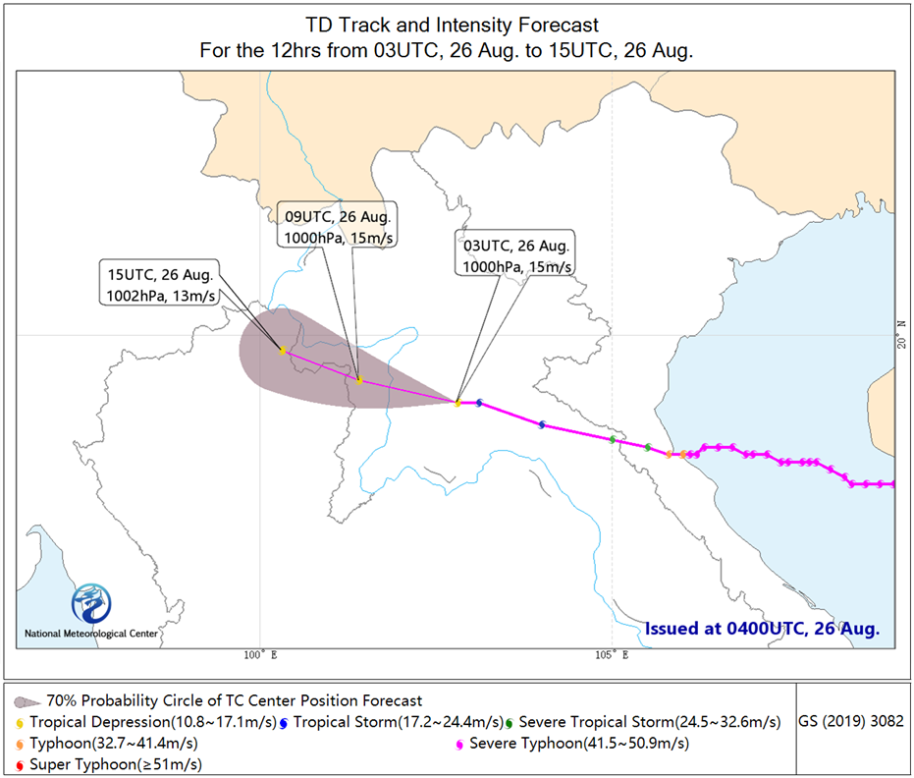 TD Track and Intensity Forecast
For the 12hrs from 03UTC, 26 Aug. to 15UTC, 26 Aug.
09UTC, 26 Aug.
1000hPa, 15m/s
03UTC, 26 Aug.
1000hPa, 15m/s
15UTC, 26 Aug.
1002hPa, 13m/s
20° N
National Meteorological Center
Issued at 0400UTC, 26 Aug.
100° E
105° E
70% Probability Circle of TC Center Position Forecast
Tropical Depression(10.8~17.1m/s)
Tropical Storm(17.2~24.4m/s)
Severe Tropical Storm(24.5~32.6m/s)
Typhoon(32.7~41.4m/s)
Severe Typhoon(41.5~50.9m/s)
Super Typhoon(≥51m/s)
GS (2019) 3082